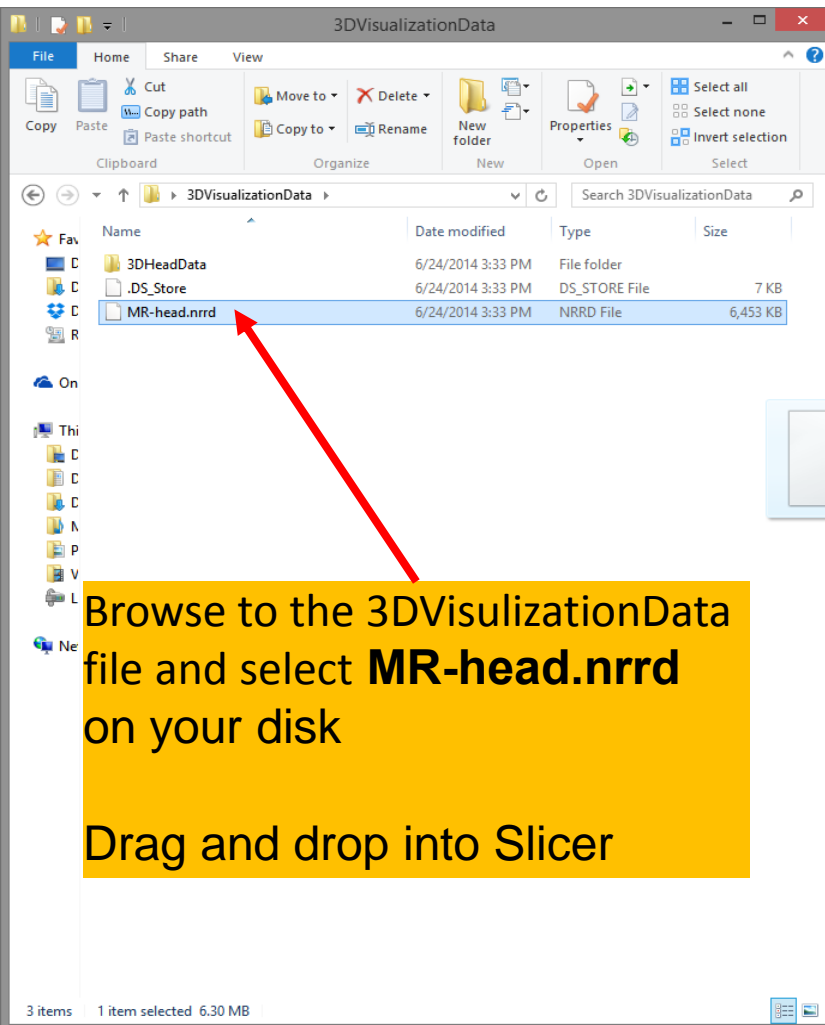 3DVisualizationData
File Home Share View
Copy
Paste
Cut
Copy path
Paste shortcut
Clipboard
Move to
Copy to
Delete
Rename
Organize
New
folder
New
Properties
Open
Select all
Select none
Invert selection
Select
3DVisualizationData
Search 3DVisualizationData
Name Date modified Type Size
3DHeadData 6/24/2014 3:33 PM File folder
.DS_Store 6/24/2014 3:33 PM DS_STORE File 7 KB
MR-head.nrrd 6/24/2014 3:33 PM NRRD File 6,453 KB
Fav
D
D
D
R
On
Thi
D
D
D
M
P
V
L
Ne
Browse to the 3DVisulizationData
file and select MR-head.nrrd
on your disk
Drag and drop into Slicer
3 items 1 item selected 6.30 MB